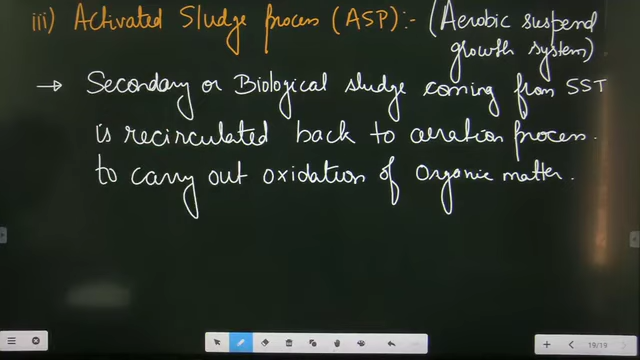 iii) Activated Sludge process (ASP):- (Aerobic suspend
growth system)
→ Secondary or Biological sludge coming from SST
is recirculated back to aeration process.
to carry out oxidation of Organic matter.
19/19